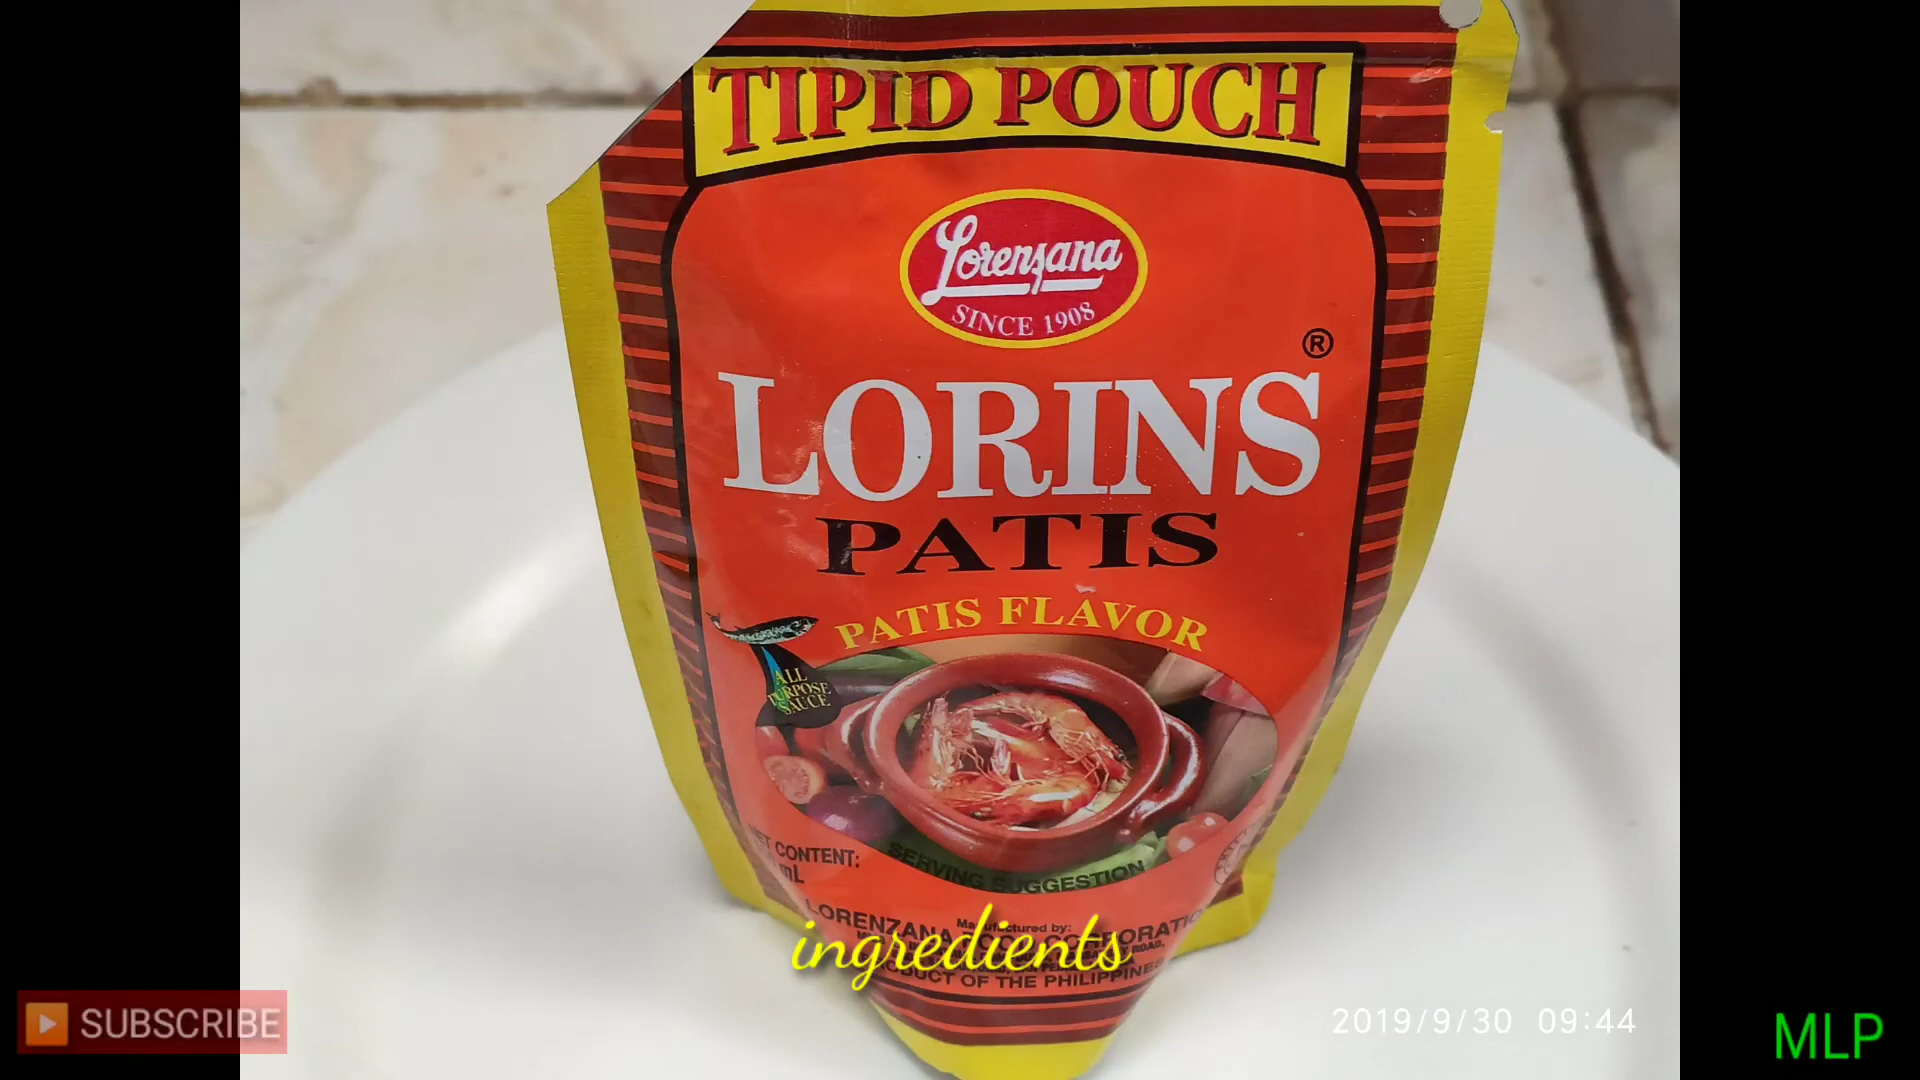 TIPID POUCH
Lorenzana
SINCE 1908
®
LORINS
PATIS
PATIS FLAVOR
ALL
PURPOSE
SAUCE
CONTENT:
mL
SERVING SUGGESTION
Manufactured by:
LORENZANA
ROAD,
OF THE PHILIPPINES
ingredients
SUBSCRIBE
2019/9/30 09:44
MLP